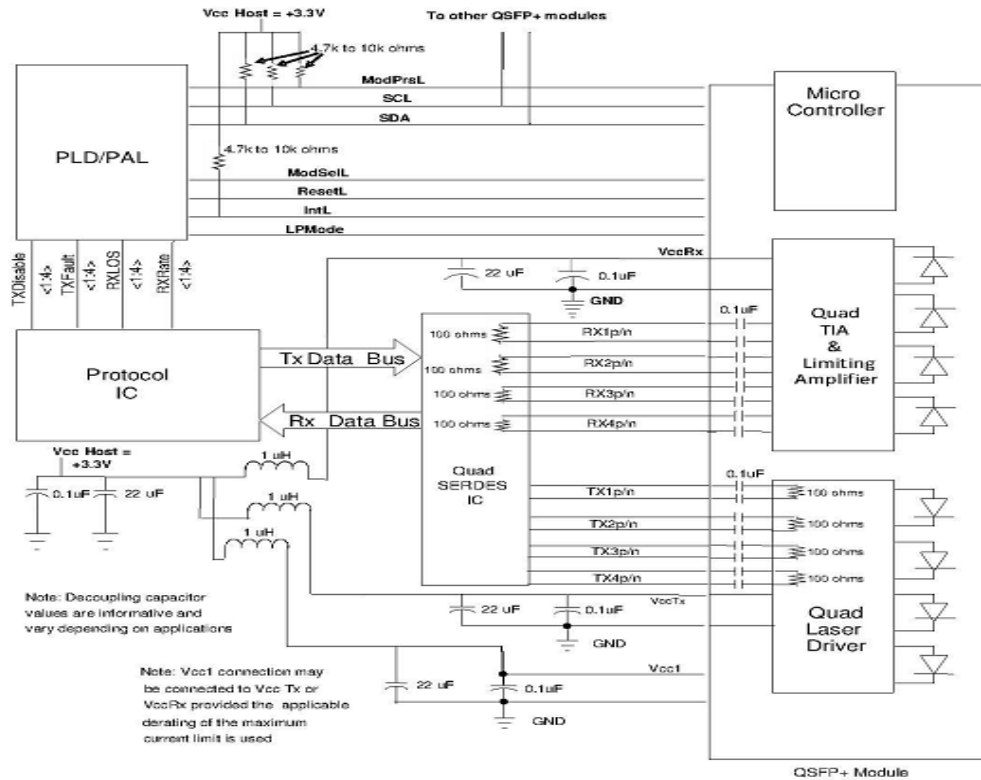 Vcc Host = +3.3V
To other QSFP+ modules
4.7k to 10k ohms
ModPrsL
SCL
SDA
Micro
Controller
PLD/PAL
4.7k to 10k ohms
ModSelL
ResetL
IntL
LPMode
TXDisable
<1:4>
TXFault
<1:4>
RXLOS
<1:4>
RXRate
<1:4>
VccRx
22 uF
0.1uF
GND
0.1uF
Quad
TIA
&
Limiting
Amplifier
100 ohms
RX1p/n
100 ohms
RX2p/n
100 ohms
RX3p/n
100 ohms
RX4p/n
Protocol
IC
Tx Data Bus
Rx Data Bus
Quad
SERDES
IC
Vcc Host =
+3.3V
0.1uF
22 uF
1 uH
1 uH
1 uH
0.1uF
TX1p/n
100 ohms
TX2p/n
100 ohms
TX3p/n
100 ohms
TX4p/n
100 ohms
Quad
Laser
Driver
VccTx
22 uF
0.1uF
GND
Note: Decoupling capacitor
values are informative and
vary depending on applications
Vcc1
22 uF
0.1uF
GND
Note: Vcc1 connection may
be connected to Vcc Tx or
VccRx provided the applicable
derating of the maximum
current limit is used
QSFP+ Module